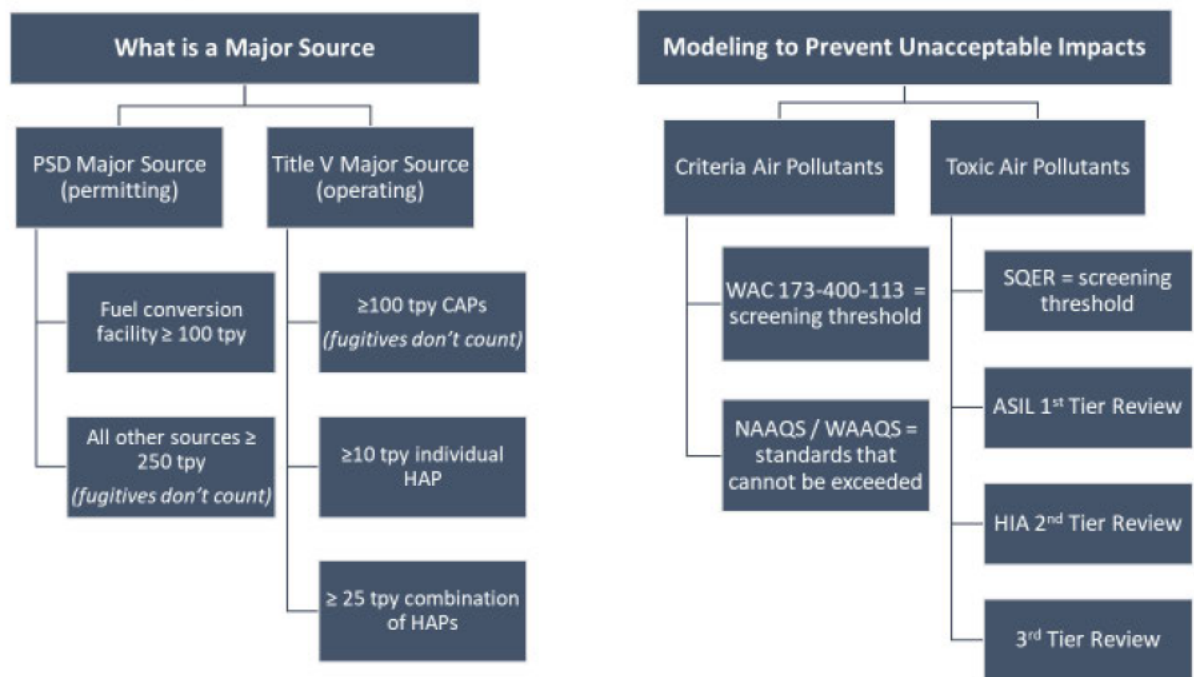 What is a Major Source
PSD Major Source
(permitting)
Fuel conversion
facility ≥ 100 tpy
All other sources ≥
250 tpy
(fugitives don't count)
Title V Major Source
(operating)
≥100 tpy CAPs
(fugitives don't count)
≥10 tpy individual
HAP
≥ 25 tpy combination
of HAPs
Modeling to Prevent Unacceptable Impacts
Criteria Air Pollutants
WAC 173-400-113 =
screening threshold
NAAQS / WAAQS =
standards that
cannot be exceeded
Toxic Air Pollutants
SQER = screening
threshold
ASIL 1st Tier Review
HIA 2nd Tier Review
3rd Tier Review